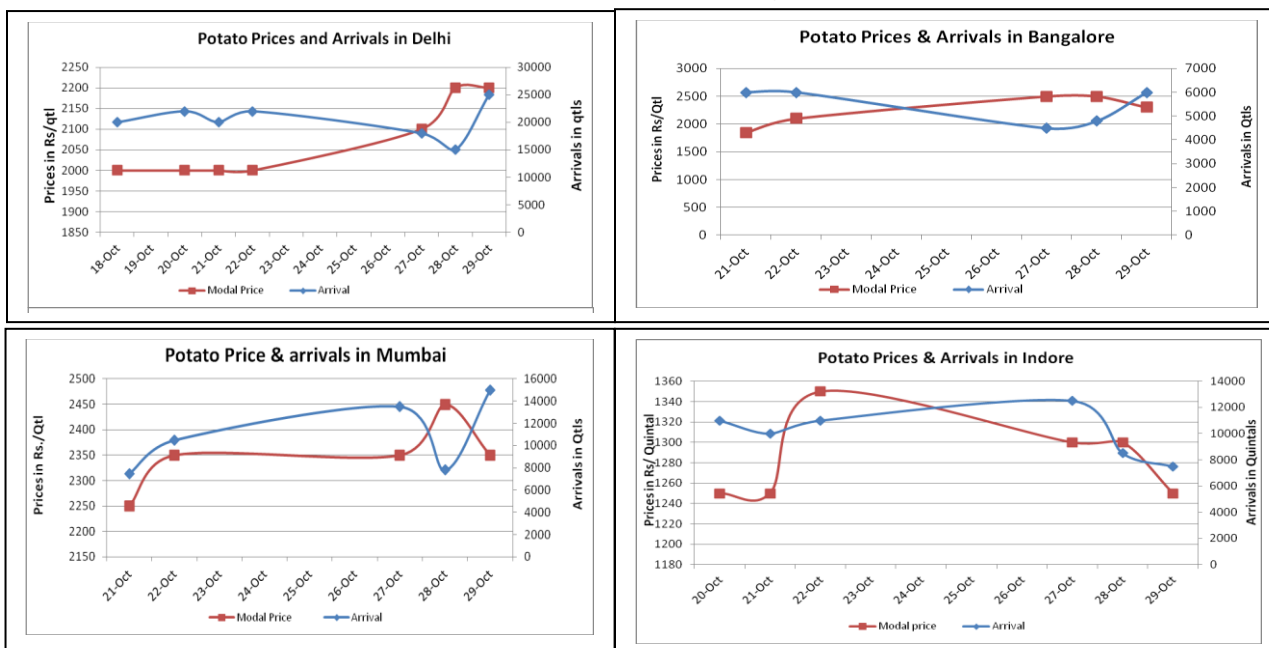 Potato Prices and Arrivals in Delhi
Prices in Rs/qtl
2250
2200
2150
2100
2050
2000
1950
1900
1850
30000
25000
20000
15000
10000
5000
0
Arrivals in qtls
18-Oct
19-Oct
20-Oct
21-Oct
22-Oct
23-Oct
24-Oct
25-Oct
26-Oct
27-Oct
28-Oct
29-Oct
Modal Price Arrival
Potato Prices & Arrivals in Bangalore
Prices in Rs/Qtl
3000
2500
2000
1500
1000
500
0
7000
6000
5000
4000
3000
2000
1000
0
Arrivals in Qtls
21-Oct
22-Oct
23-Oct
24-Oct
25-Oct
26-Oct
27-Oct
28-Oct
29-Oct
Modal Price Arrival
Potato Price & arrivals in Mumbai
Prices in Rs./Qtl
2500
2450
2400
2350
2300
2250
2200
2150
16000
14000
12000
10000
8000
6000
4000
2000
0
Arrivals in Qtls
21-Oct
22-Oct
23-Oct
24-Oct
25-Oct
26-Oct
27-Oct
28-Oct
29-Oct
Modal Price Arrival
Potato Prices & Arrivals in Indore
Prices in Rs/ Quintal
1360
1340
1320
1300
1280
1260
1240
1220
1200
1180
14000
12000
10000
8000
6000
4000
2000
0
Arrivals in Quintals
20-Oct
21-Oct
22-Oct
23-Oct
24-Oct
25-Oct
26-Oct
27-Oct
28-Oct
29-Oct
Modal price Arrival